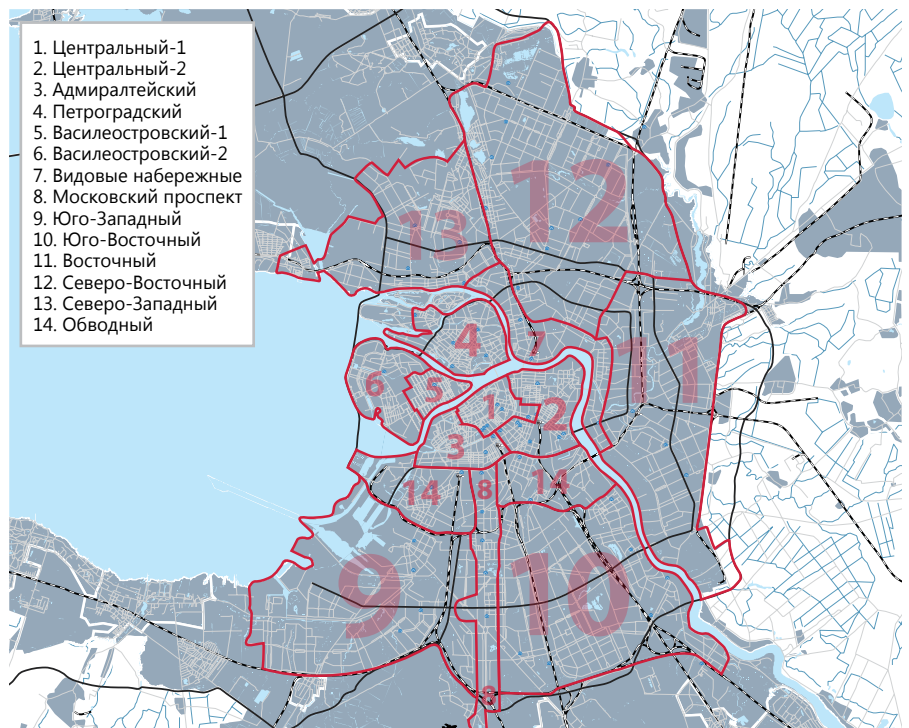 1. Центральный-1
2. Центральный-2
3. Адмиралтейский
4. Петроградский
5. Василеостровский-1
6. Василеостровский-2
7. Видовые набережные
8. Московский проспект
9. Юго-Западный
10. Юго-Восточный
11. Восточный
12. Северо-Восточный
13. Северо-Западный
14. Обводный
12
13
4
7
11
6
5
1
2
3
14
8
14
9
10
8